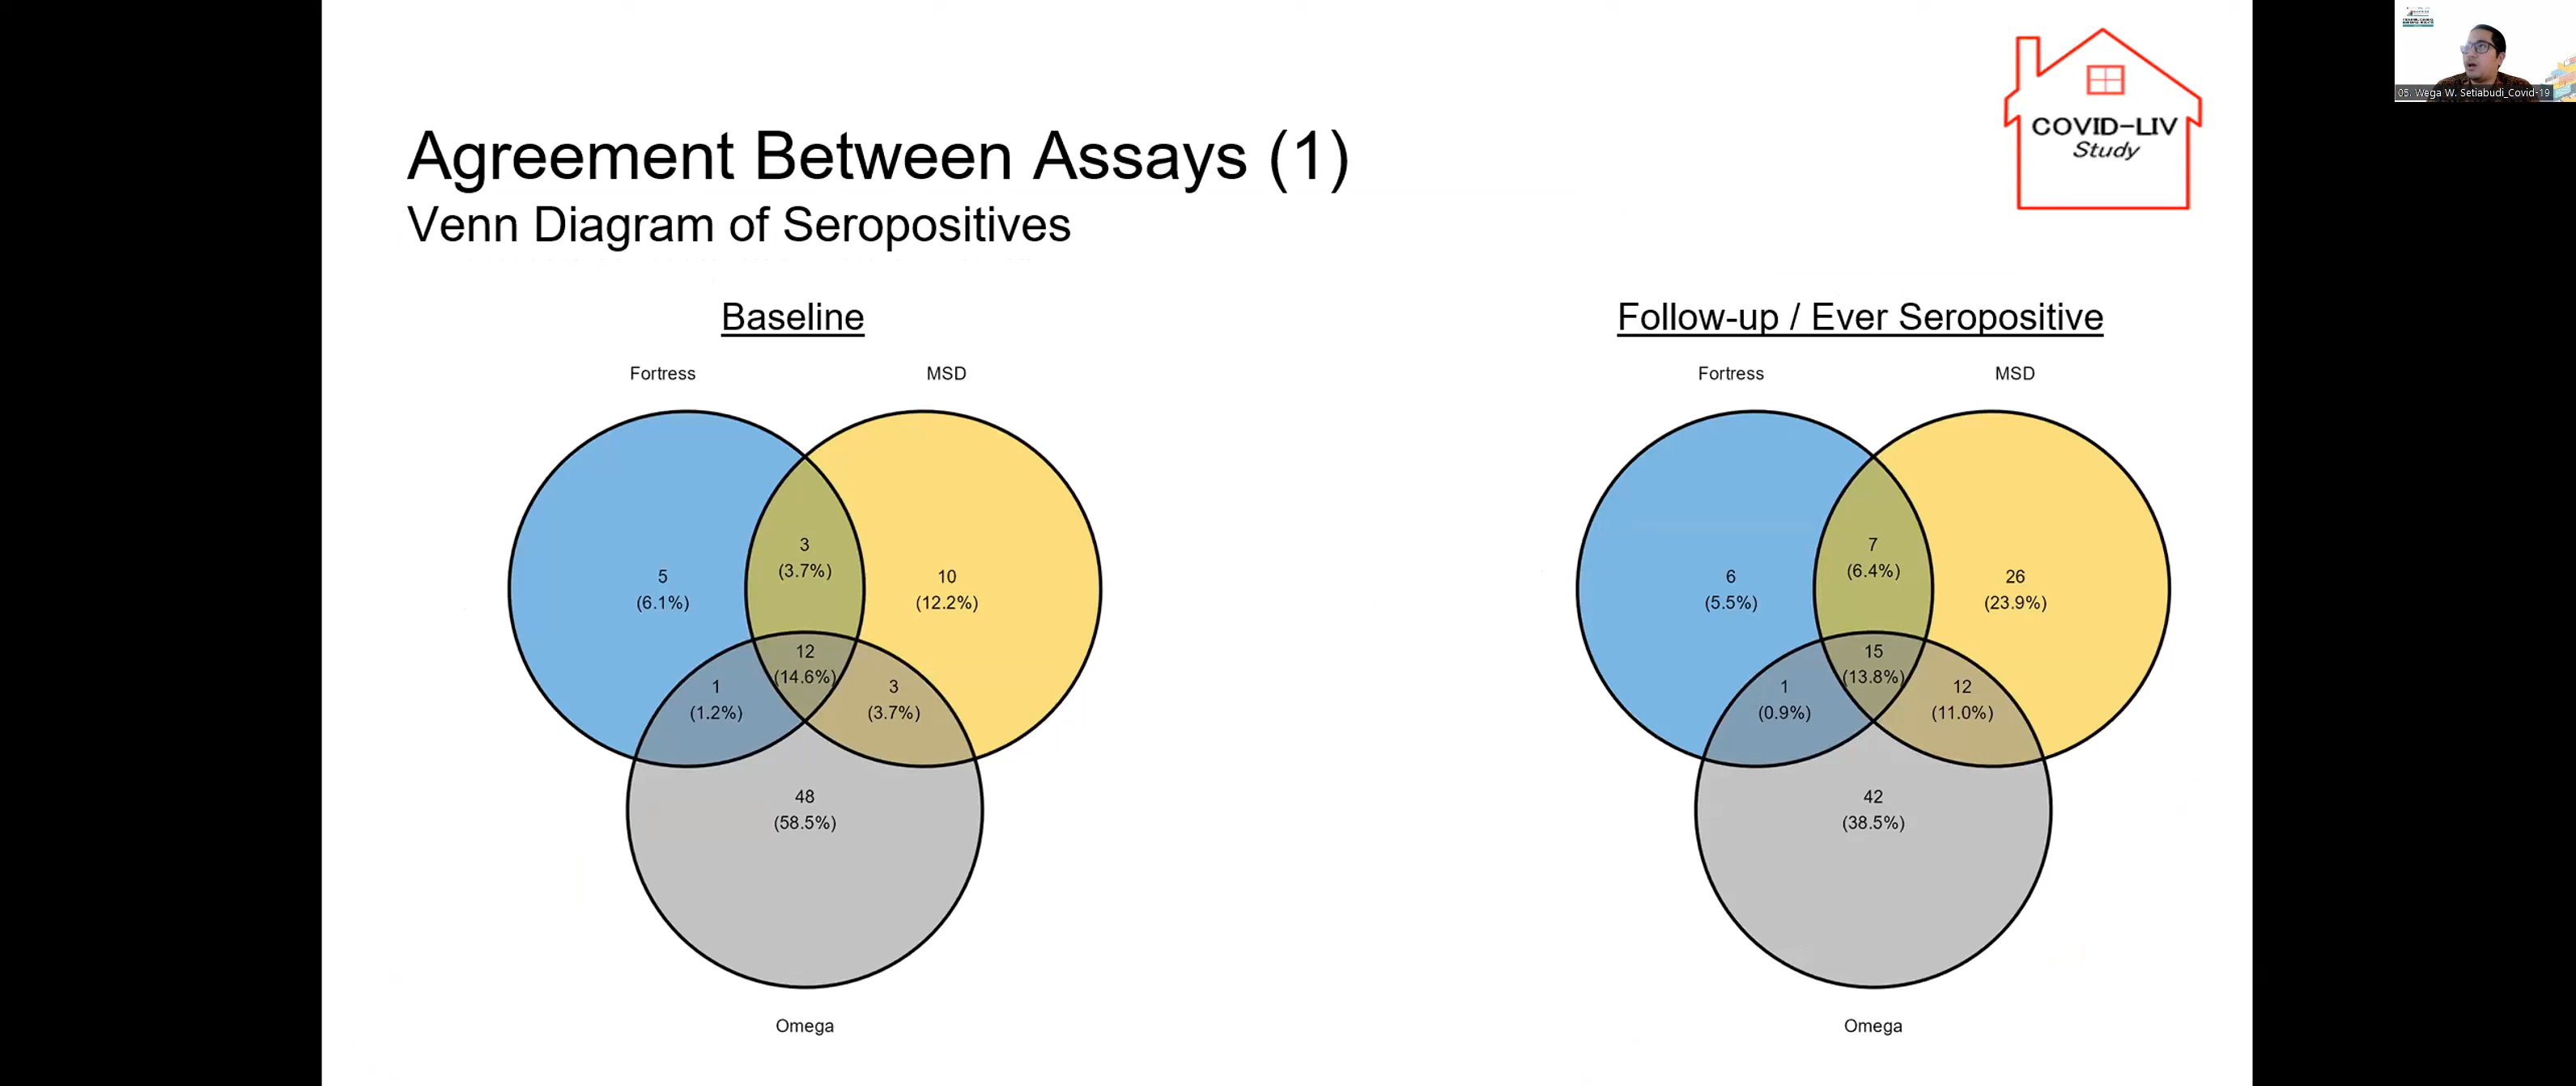 Agreement Between Assays (1)
Venn Diagram of Seropositives
COVID-LIV
Study
05. Wega W. Setiabudi_Covid-19
Baseline
Fortress
MSD
5
(6.1%)
3
(3.7%)
10
(12.2%)
12
(14.6%)
1
(1.2%)
3
(3.7%)
48
(58.5%)
Omega
Follow-up / Ever Seropositive
Fortress
MSD
6
(5.5%)
7
(6.4%)
26
(23.9%)
15
(13.8%)
1
(0.9%)
12
(11.0%)
42
(38.5%)
Omega